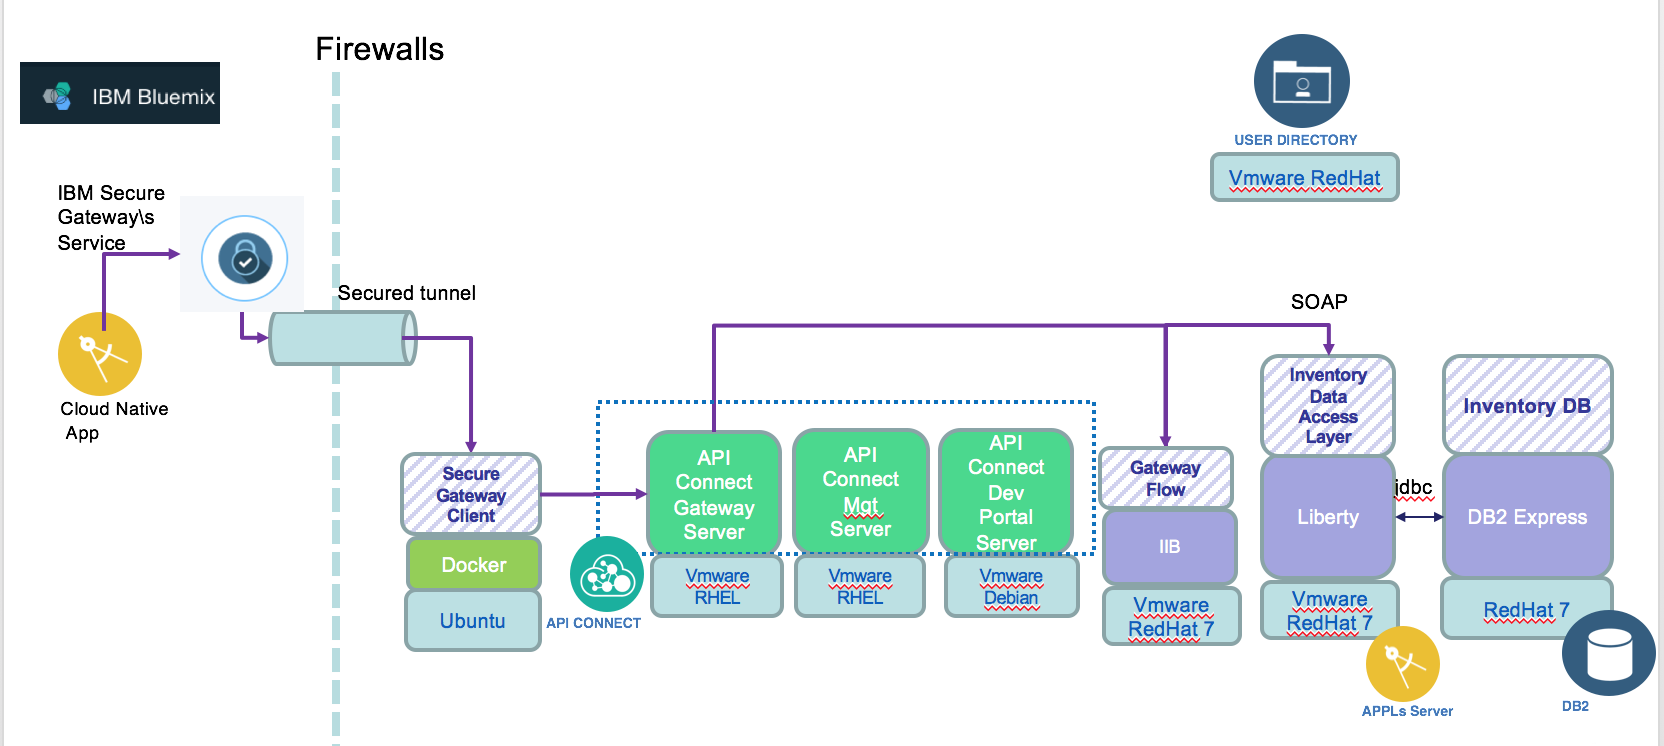 Firewalls
IBM Bluemix
USER DIRECTORY
Vmware RedHat
IBM Secure
Gateway\s
Service
Secured tunnel
SOAP
Cloud Native
App
Secure
Gateway
Client
Docker
Ubuntu
API CONNECT
API
Connect
Gateway
Server
Vmware
RHEL
API
Connect
Mgt
Server
Vmware
RHEL
API
Connect
Dev
Portal
Server
Vmware
Debian
Gateway
Flow
IIB
Vmware
RedHat 7
Inventory
Data
Access
Layer
Liberty
Vmware
RedHat 7
APPLs Server
jdbc
Inventory DB
DB2 Express
RedHat 7
DB2